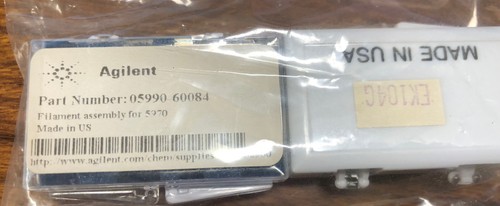 Agilent
Part Number: 05990-60084
Filament assembly for 5970
Made in US
http://www.agilent.com/chem/supplies
MADE IN USA
EK104G